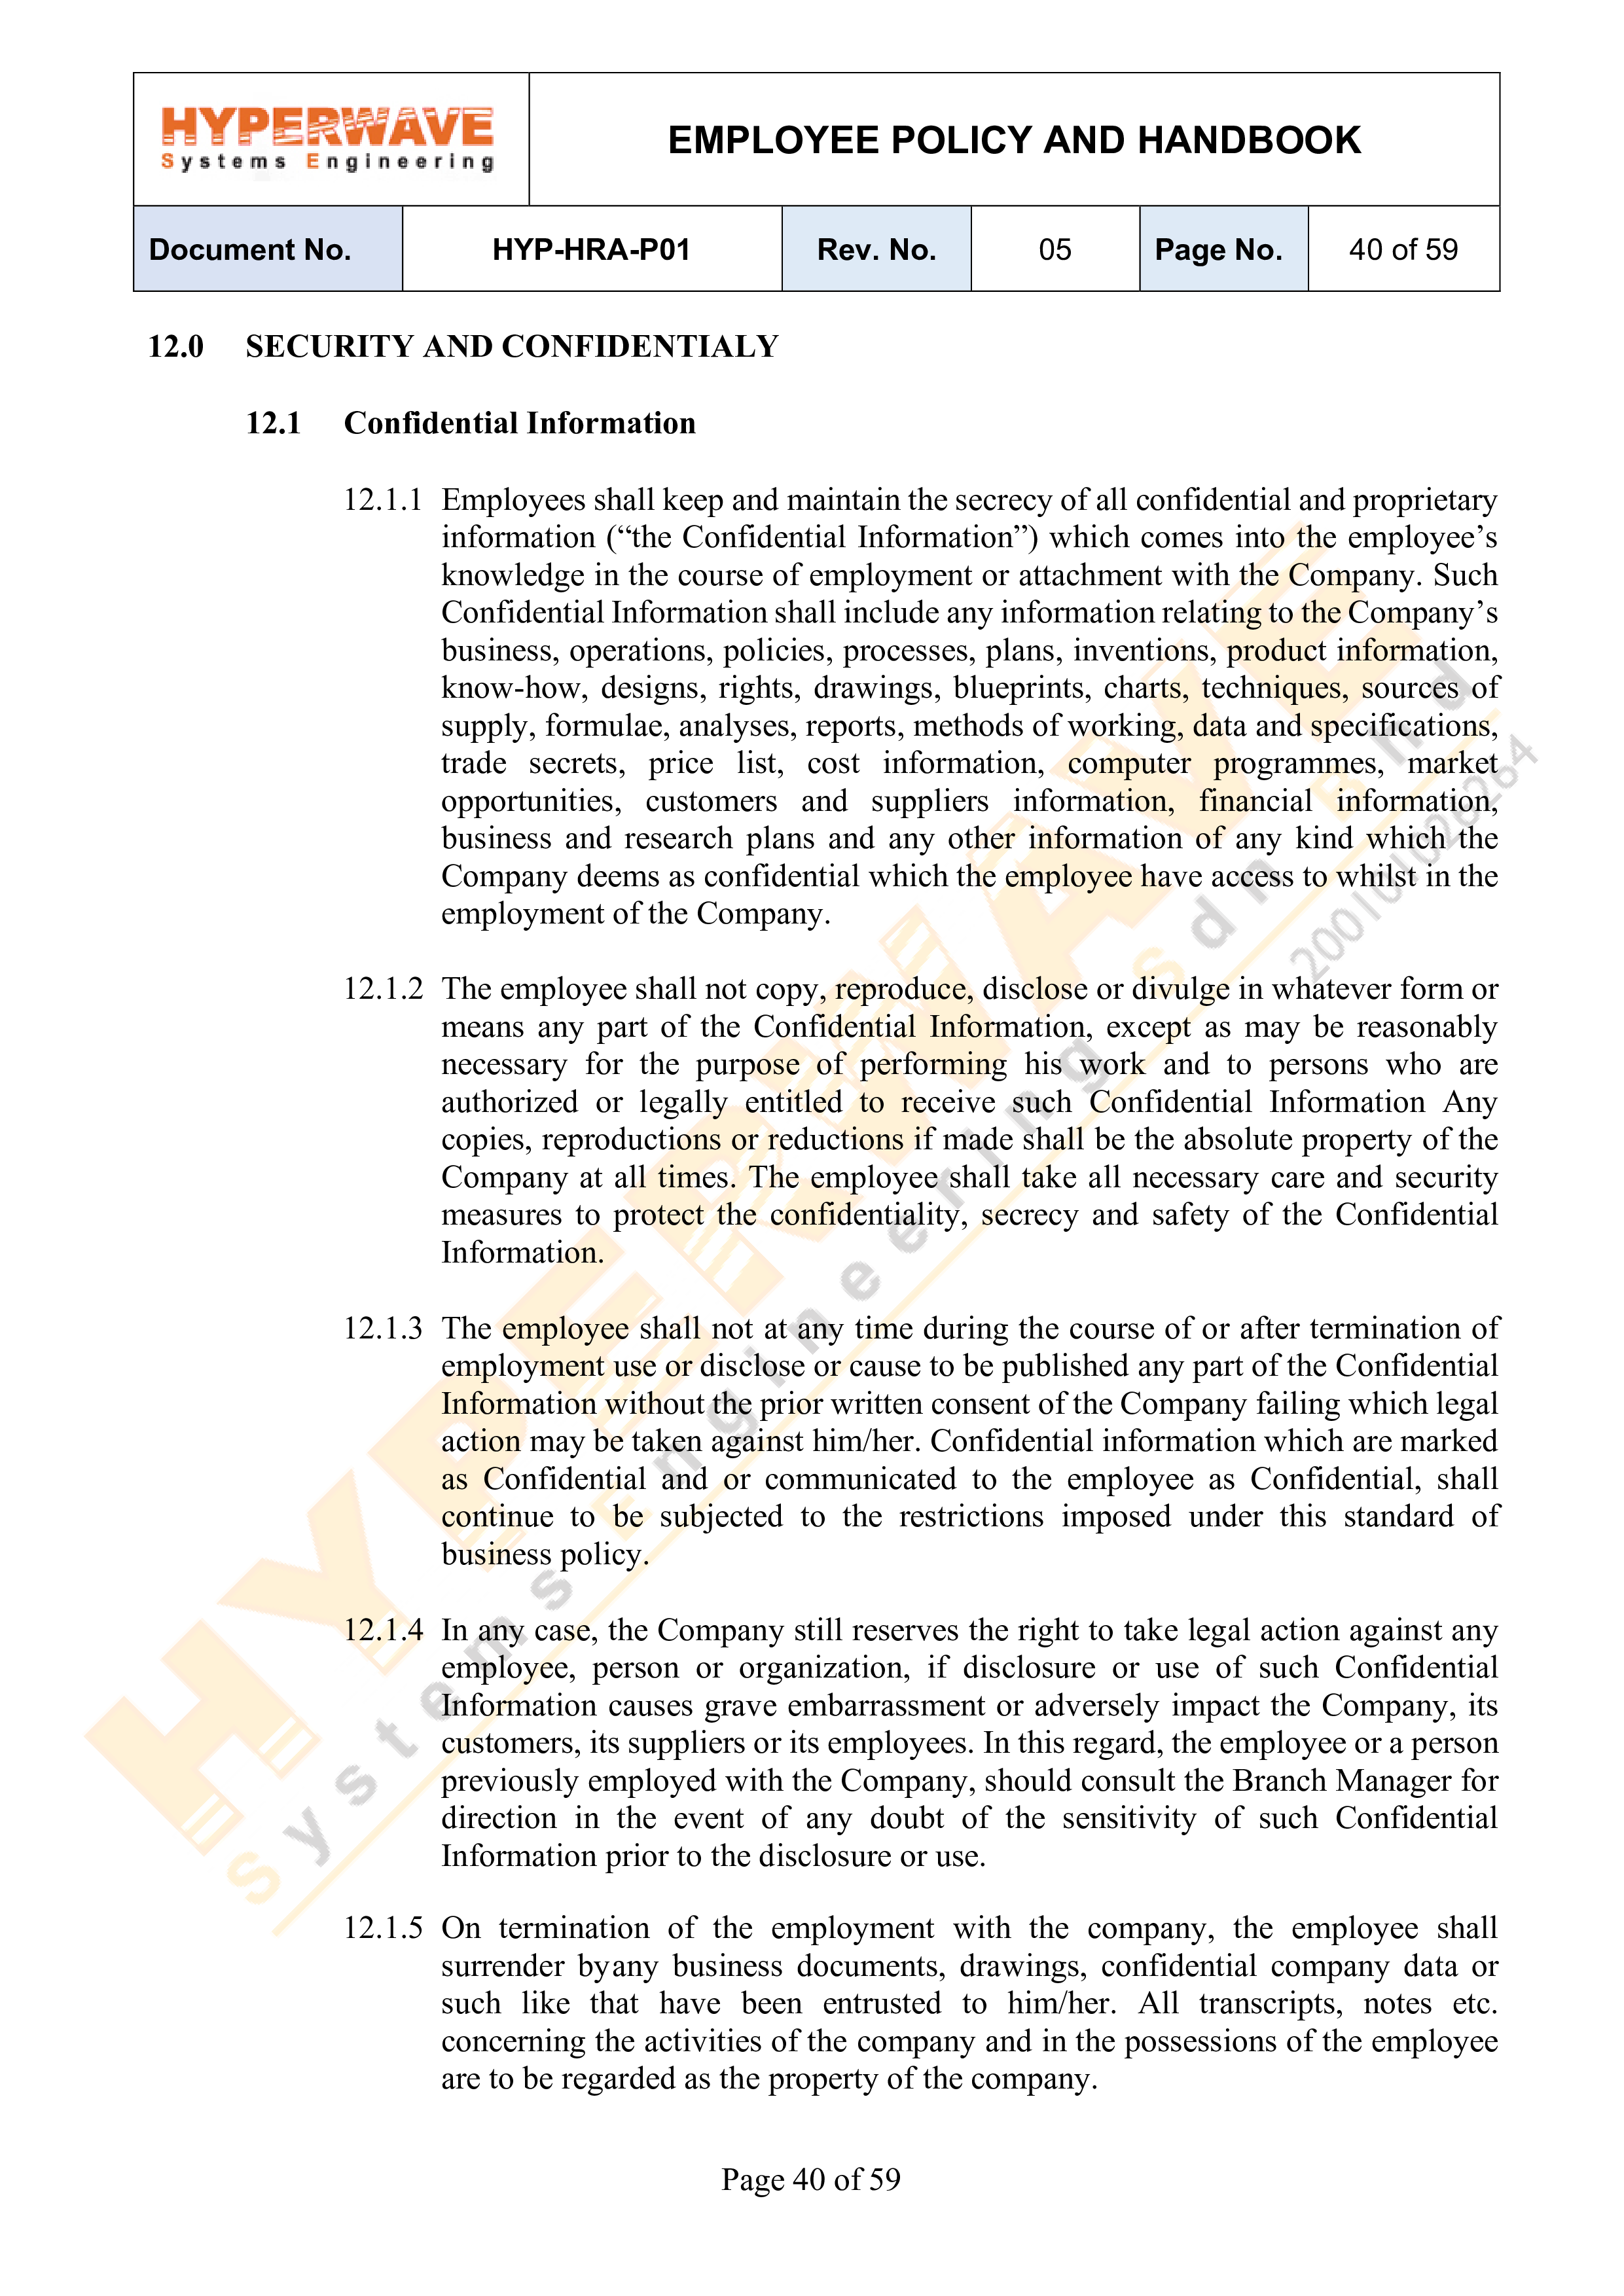 HYPERWAVE
Systems Engineering
EMPLOYEE POLICY AND HANDBOOK
Document No.
HYP-HRA-P01
Rev. No.
05
Page No.
40 of 59
12.0 SECURITY AND CONFIDENTIALY
12.1 Confidential Information
12.1.1 Employees shall keep and maintain the secrecy of all confidential and proprietary
information (“the Confidential Information”) which comes into the employee’s
knowledge in the course of employment or attachment with the Company. Such
Confidential Information shall include any information relating to the Company’s
business, operations, policies, processes, plans, inventions, product information,
know-how, designs, rights, drawings, blueprints, charts, techniques, sources of
supply, formulae, analyses, reports, methods of working, data and specifications,
trade secrets, price list, cost information, computer programmes, market
opportunities, customers and suppliers information, financial information,
business and research plans and any other information of any kind which the
Company deems as confidential which the employee have access to whilst in the
employment of the Company.
12.1.2 The employee shall not copy, reproduce, disclose or divulge in whatever form or
means any part of the Confidential Information, except as may be reasonably
necessary for the purpose of performing his work and to persons who are
authorized or legally entitled to receive such Confidential Information Any
copies, reproductions or reductions if made shall be the absolute property of the
Company at all times. The employee shall take all necessary care and security
measures to protect the confidentiality, secrecy and safety of the Confidential
Information.
12.1.3 The employee shall not at any time during the course of or after termination of
employment use or disclose or cause to be published any part of the Confidential
Information without the prior written consent of the Company failing which legal
action may be taken against him/her. Confidential information which are marked
as Confidential and or communicated to the employee as Confidential, shall
continue to be subjected to the restrictions imposed under this standard of
business policy.
12.1.4 In any case, the Company still reserves the right to take legal action against any
employee, person or organization, if disclosure or use of such Confidential
Information causes grave embarrassment or adversely impact the Company, its
customers, its suppliers or its employees. In this regard, the employee or a person
previously employed with the Company, should consult the Branch Manager for
direction in the event of any doubt of the sensitivity of such Confidential
Information prior to the disclosure or use.
12.1.5 On termination of the employment with the company, the employee shall
surrender byany business documents, drawings, confidential company data or
such like that have been entrusted to him/her. All transcripts, notes etc.
concerning the activities of the company and in the possessions of the employee
are to be regarded as the property of the company.
HYPERWAVE
Systems Engineering Sdn Bhd
200101028264
Page 40 of 59